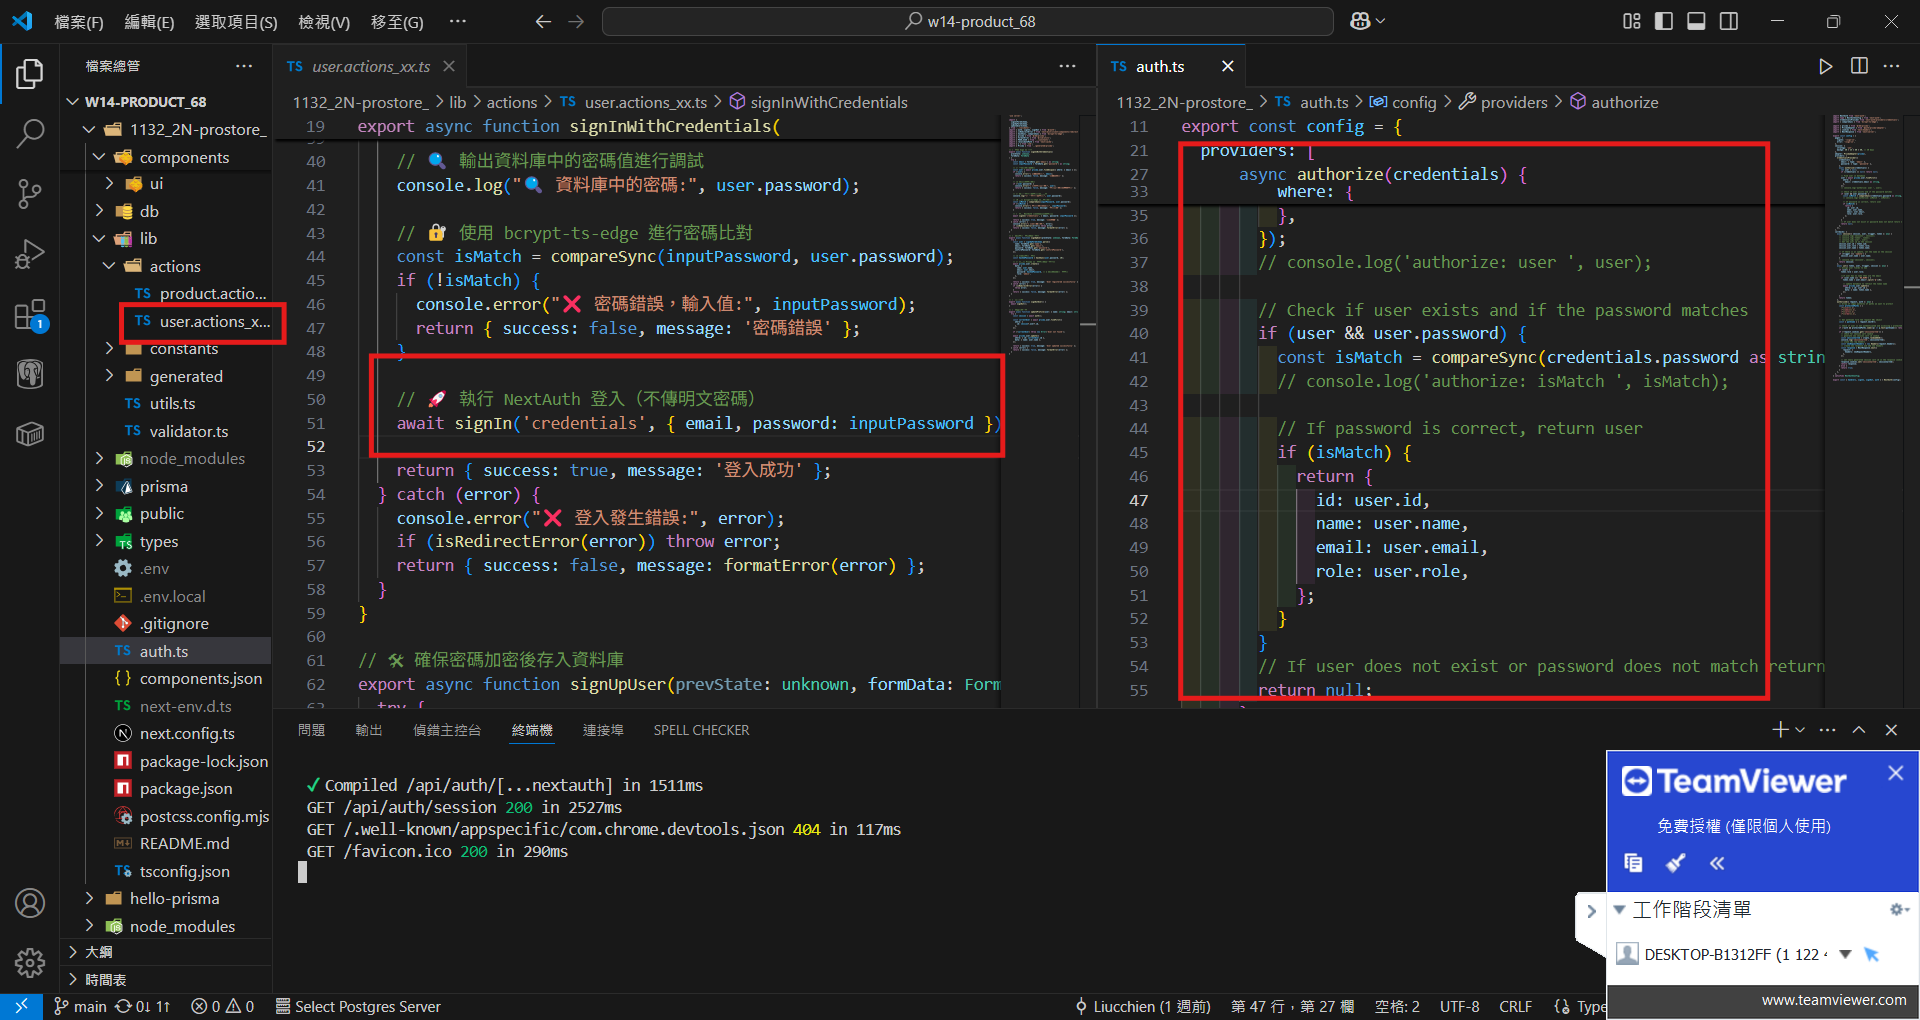 檔案(F) 編輯(E) 選取項目(S) 檢視(V) 移至(G) ···
w14-product_68
檔案總管
W14-PRODUCT_68
1132_2N-prostore_
components
ui
db
lib
actions
TS product.actio...
TS user.actions_x...
constants
generated
TS utils.ts
TS validator.ts
node_modules
prisma
public
types
.env
.env.local
.gitignore
TS auth.ts
{} components.json
TS next-env.d.ts
next.config.ts
package-lock.json
package.json
postcss.config.mjs
README.md
tsconfig.json
hello-prisma
node_modules
大綱
時間表
TS user.actions_xx.ts
1132_2N-prostore_ > lib > actions > TS user.actions_xx.ts > signInWithCredentials
19 export async function signInWithCredentials(
40 // 🔍 輸出資料庫中的密碼值進行調試
41 console.log("🔍 資料庫中的密碼:", user.password);
42
43 // 🔐 使用 bcrypt-ts-edge 進行密碼比對
44 const isMatch = compareSync(inputPassword, user.password);
45 if (!isMatch) {
46 console.error("❌ 密碼錯誤，輸入值:", inputPassword);
47 return { success: false, message: '密碼錯誤' };
48 }
49
50 // 🚀 執行 NextAuth 登入（不傳明文密碼）
51 await signIn('credentials', { email, password: inputPassword })
52
53 return { success: true, message: '登入成功' };
54 } catch (error) {
55 console.error("❌ 登入發生錯誤:", error);
56 if (isRedirectError(error)) throw error;
57 return { success: false, message: formatError(error) };
58 }
59 }
60
61 // 🛠 確保密碼加密後存入資料庫
62 export async function signUpUser(prevState: unknown, formData: Form
63 try {
TS auth.ts
1132_2N-prostore_ > TS auth.ts > config > providers > authorize
11 export const config = {
21 providers: [
27 async authorize(credentials) {
33 where: {
35 },
36 });
37 // console.log('authorize: user ', user);
38
39 // Check if user exists and if the password matches
40 if (user && user.password) {
41 const isMatch = compareSync(credentials.password as strin
42 // console.log('authorize: isMatch ', isMatch);
43
44 // If password is correct, return user
45 if (isMatch) {
46 return {
47 id: user.id,
48 name: user.name,
49 email: user.email,
50 role: user.role,
51 };
52 }
53 }
54 // If user does not exist or password does not match return
55 return null;
問題 輸出 偵錯主控台 終端機 連接埠 SPELL CHECKER
✓ Compiled /api/auth/[...nextauth] in 1511ms
GET /api/auth/session 200 in 2527ms
GET /.well-known/appspecific/com.chrome.devtools.json 404 in 117ms
GET /favicon.ico 200 in 290ms
TeamViewer
免費授權 (僅限個人使用)
工作階段清單
DESKTOP-B1312FF (1 122
www.teamviewer.com
main 0↓ 1↑ 0 0 Select Postgres Server
Liucchien (1 週前) 第 47 行，第 27 欄 空格: 2 UTF-8 CRLF {} Type
1